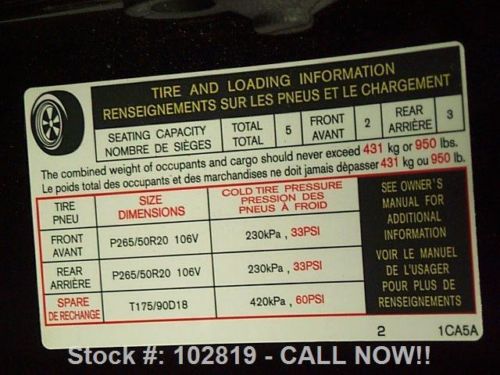 TIRE AND LOADING INFORMATION
RENSEIGNEMENTS SUR LES PNEUS ET LE CHARGEMENT
SEATING CAPACITY TOTAL 5 FRONT 2 REAR 3
NOMBRE DE SIÈGES TOTAL AVANT ARRIÈRE
The combined weight of occupants and cargo should never exceed 431 kg or 950 lbs.
Le poids total des occupants et des marchandises ne doit jamais dépasser 431 kg ou 950 lb.
TIRE SIZE COLD TIRE PRESSURE
PNEU DIMENSIONS PRESSION DES
PNEUS À FROID
FRONT P265/50R20 106V 230kPa , 33PSI
AVANT
REAR P265/50R20 106V 230kPa , 33PSI
ARRIÈRE
SPARE T175/90D18 420kPa , 60PSI
DE RECHANGE
SEE OWNER'S
MANUAL FOR
ADDITIONAL
INFORMATION
VOIR LE MANUEL
DE L'USAGER
POUR PLUS DE
RENSEIGNEMENTS
2 1CA5A
Stock #: 102819 - CALL NOW!!